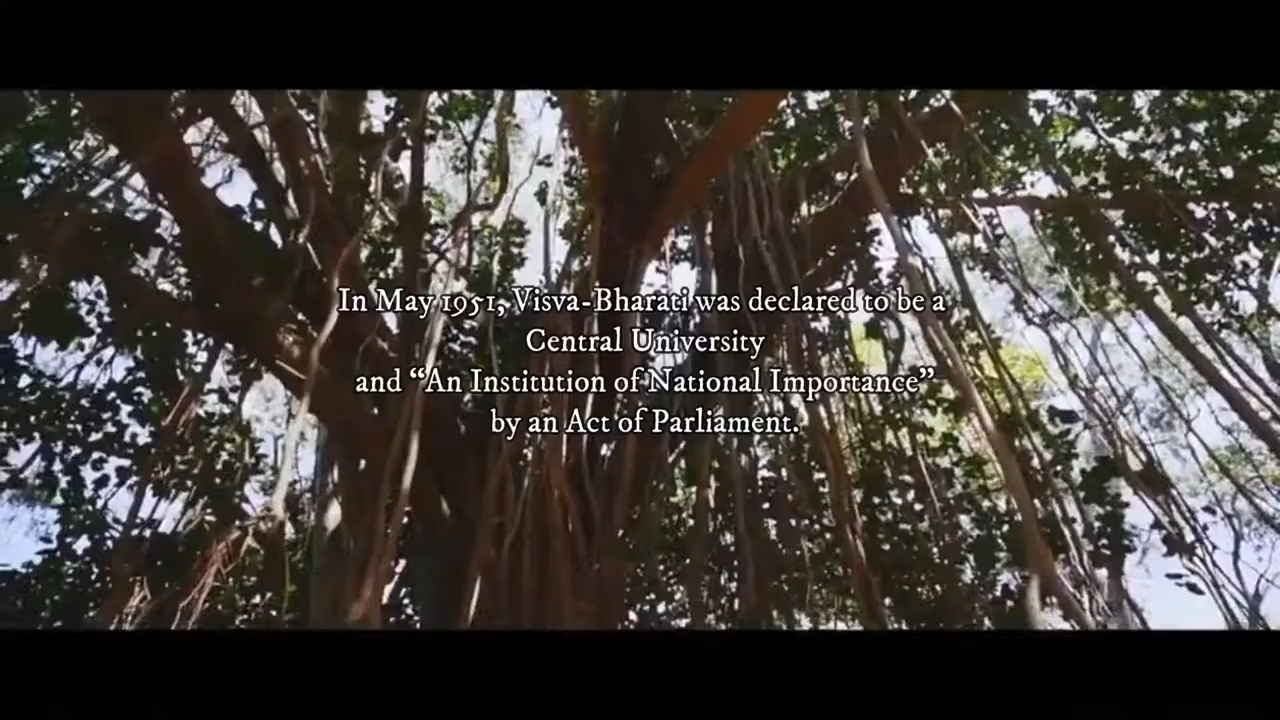 In May 1951, Visva-Bharati was declared to be a
Central University
and “An Institution of National Importance”
by an Act of Parliament.